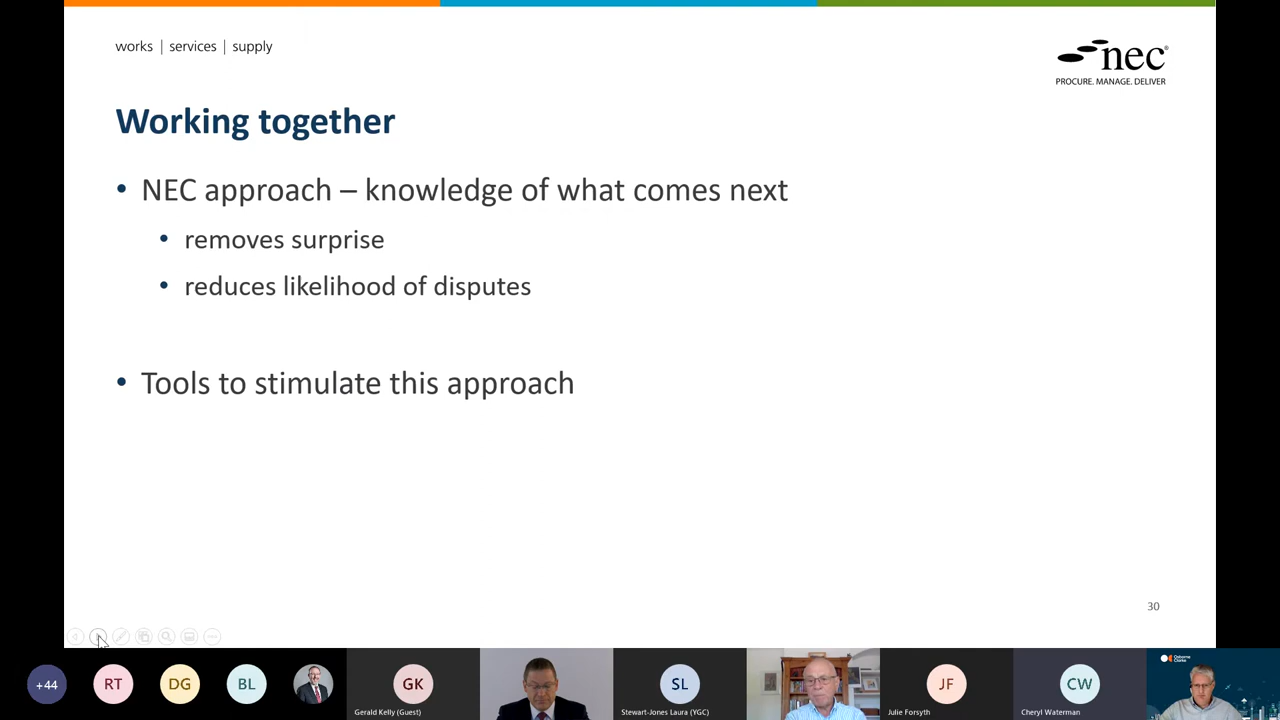 works | services | supply
nec®
PROCURE. MANAGE. DELIVER
Working together
• NEC approach – knowledge of what comes next
• removes surprise
• reduces likelihood of disputes
• Tools to stimulate this approach
30
+44
RT
DG
BL
GK
Gerald Kelly (Guest)
SL
Stewart-Jones Laura (YGC)
JF
Julie Forsyth
CW
Cheryl Waterman
Osborne
Clarke